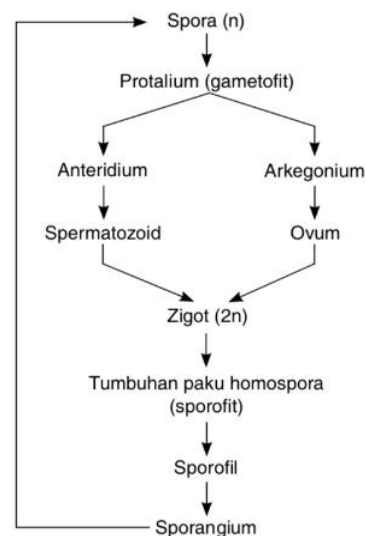 Spora (n)
Protalium (gametofit)
Anteridium
Arkegonium
Spermatozoid
Ovum
Zigot (2n)
Tumbuhan paku homospora
(sporofit)
Sporofil
Sporangium